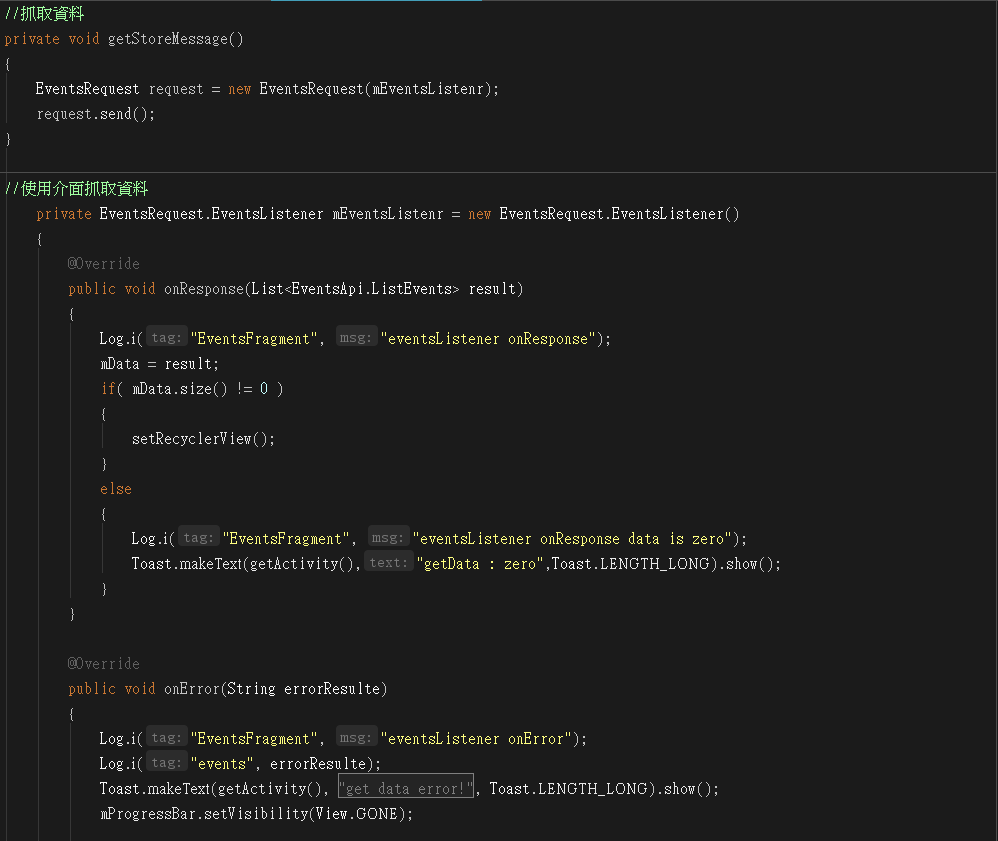 //抓取資料
private void getStoreMessage()
{
EventsRequest request = new EventsRequest(mEventsListenr);
request.send();
}
//使用介面抓取資料
private EventsRequest.EventsListener mEventsListenr = new EventsRequest.EventsListener()
{
@Override
public void onResponse(List<EventsApi.ListEvents> result)
{
Log.i( tag: "EventsFragment", msg: "eventsListener onResponse");
mData = result;
if( mData.size() != 0 )
{
setRecyclerView();
}
else
{
Log.i( tag: "EventsFragment", msg: "eventsListener onResponse data is zero");
Toast.makeText(getActivity(), text: "getData : zero",Toast.LENGTH_LONG).show();
}
}
@Override
public void onError(String errorResulte)
{
Log.i( tag: "EventsFragment", msg: "eventsListener onError");
Log.i( tag: "events", errorResulte);
Toast.makeText(getActivity(), "get data error!", Toast.LENGTH_LONG).show();
mProgressBar.setVisibility(View.GONE);